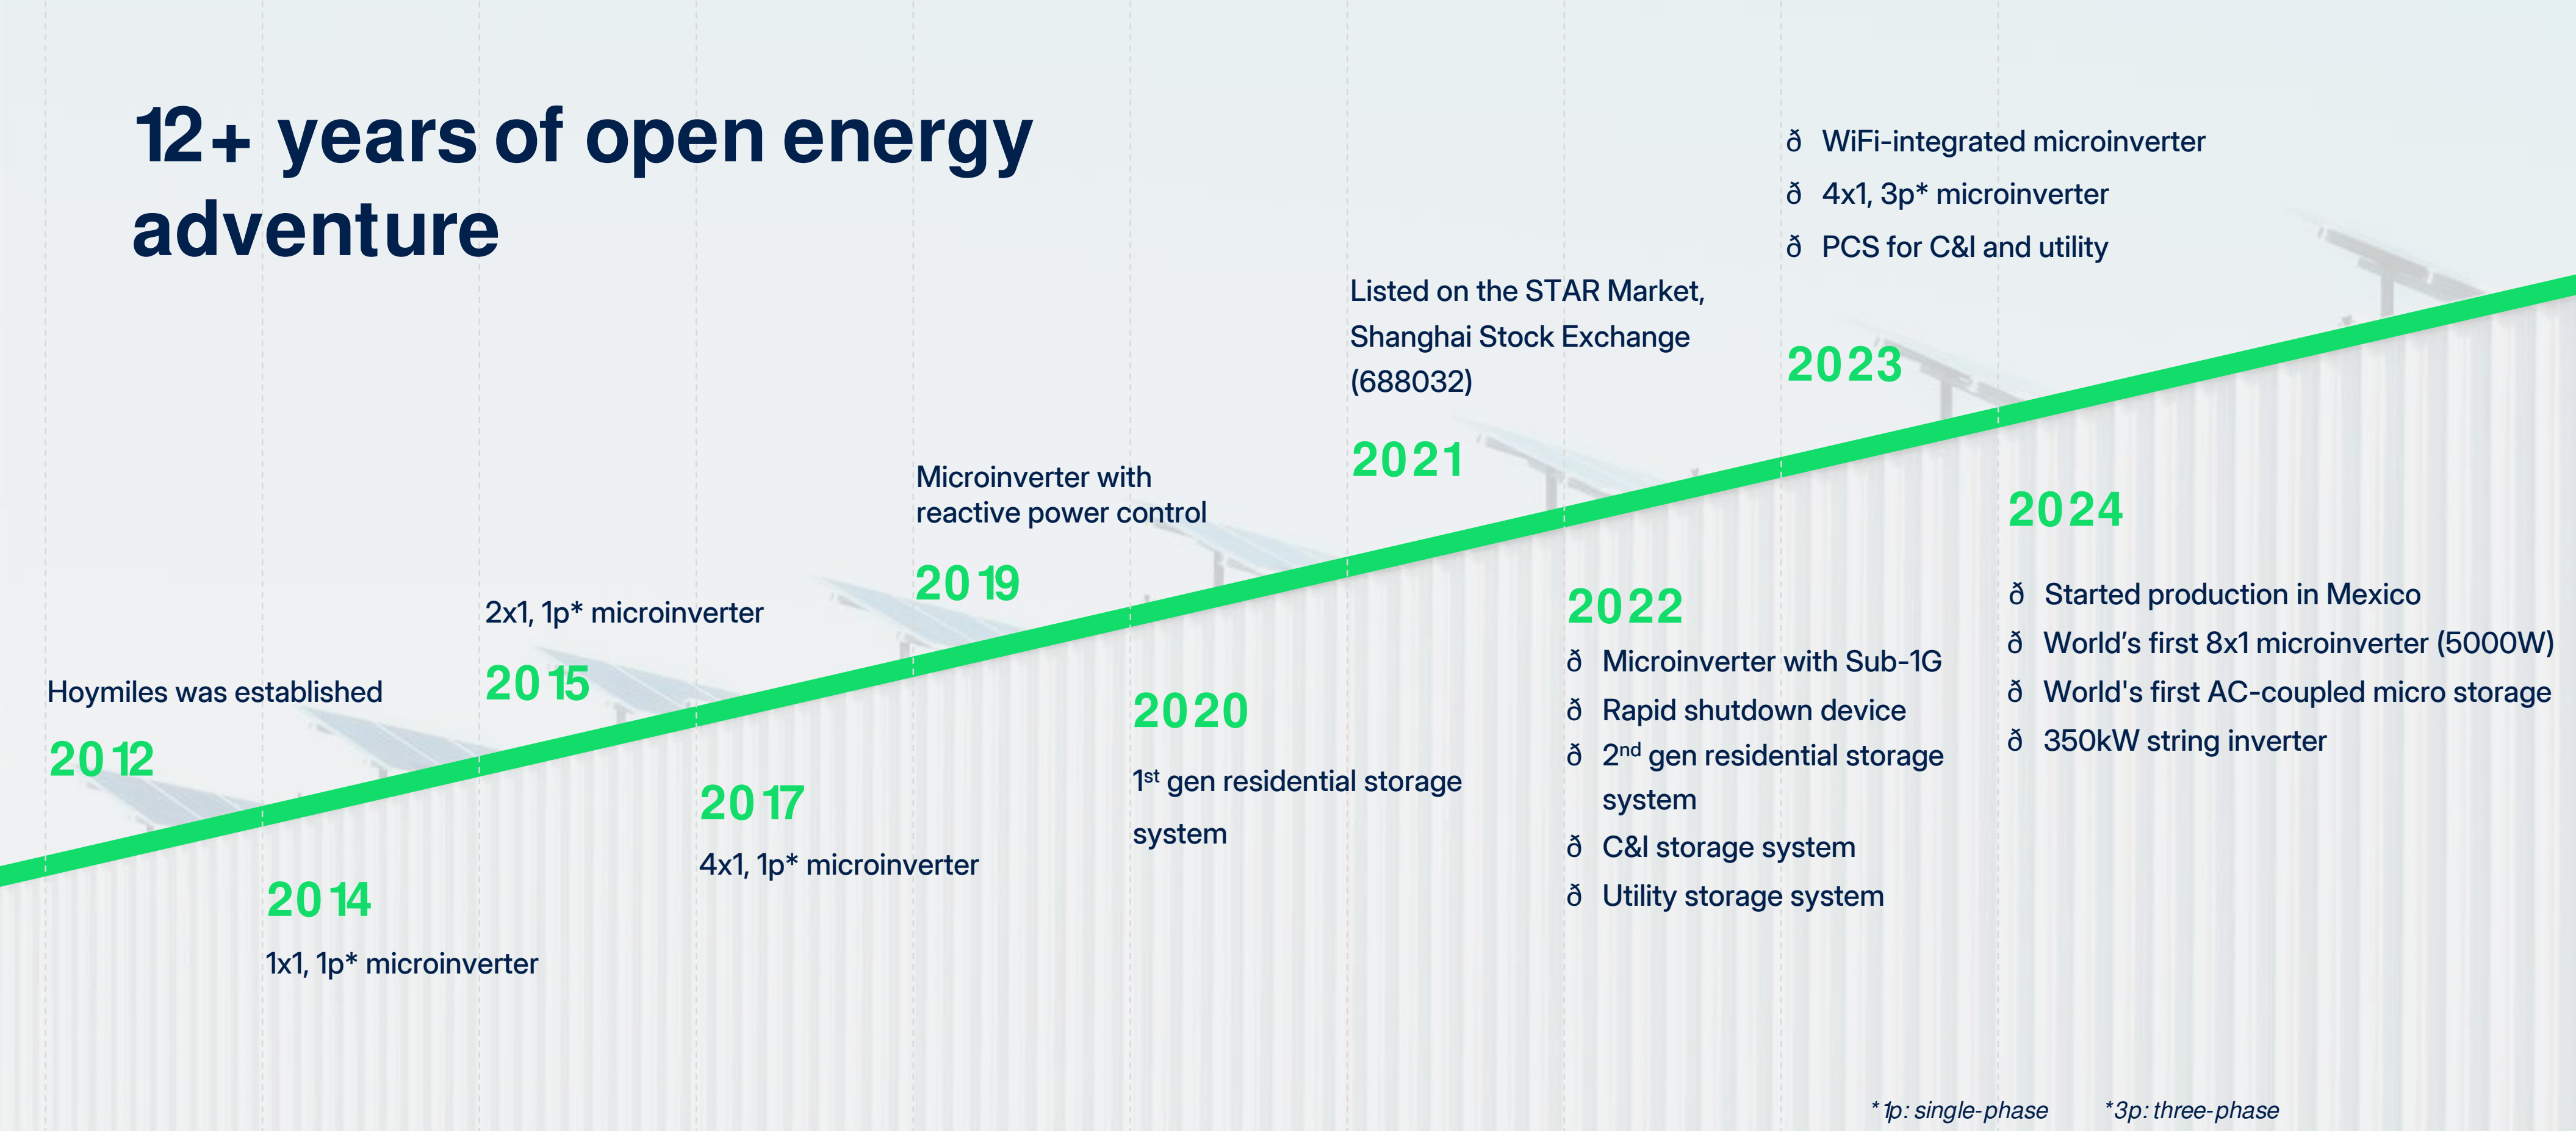 12+ years of open energy
adventure
Hoymiles was established
2012
2014
1x1, 1p* microinverter
2x1, 1p* microinverter
2015
2017
4x1, 1p* microinverter
Microinverter with
reactive power control
2019
2020
1st gen residential storage
system
Listed on the STAR Market,
Shanghai Stock Exchange
(688032)
2021
2022
ð Microinverter with Sub-1G
ð Rapid shutdown device
ð 2nd gen residential storage
system
ð C&I storage system
ð Utility storage system
ð WiFi-integrated microinverter
ð 4x1, 3p* microinverter
ð PCS for C&I and utility
2023
2024
ð Started production in Mexico
ð World’s first 8x1 microinverter (5000W)
ð World's first AC-coupled micro storage
ð 350kW string inverter
*1p: single-phase *3p: three-phase